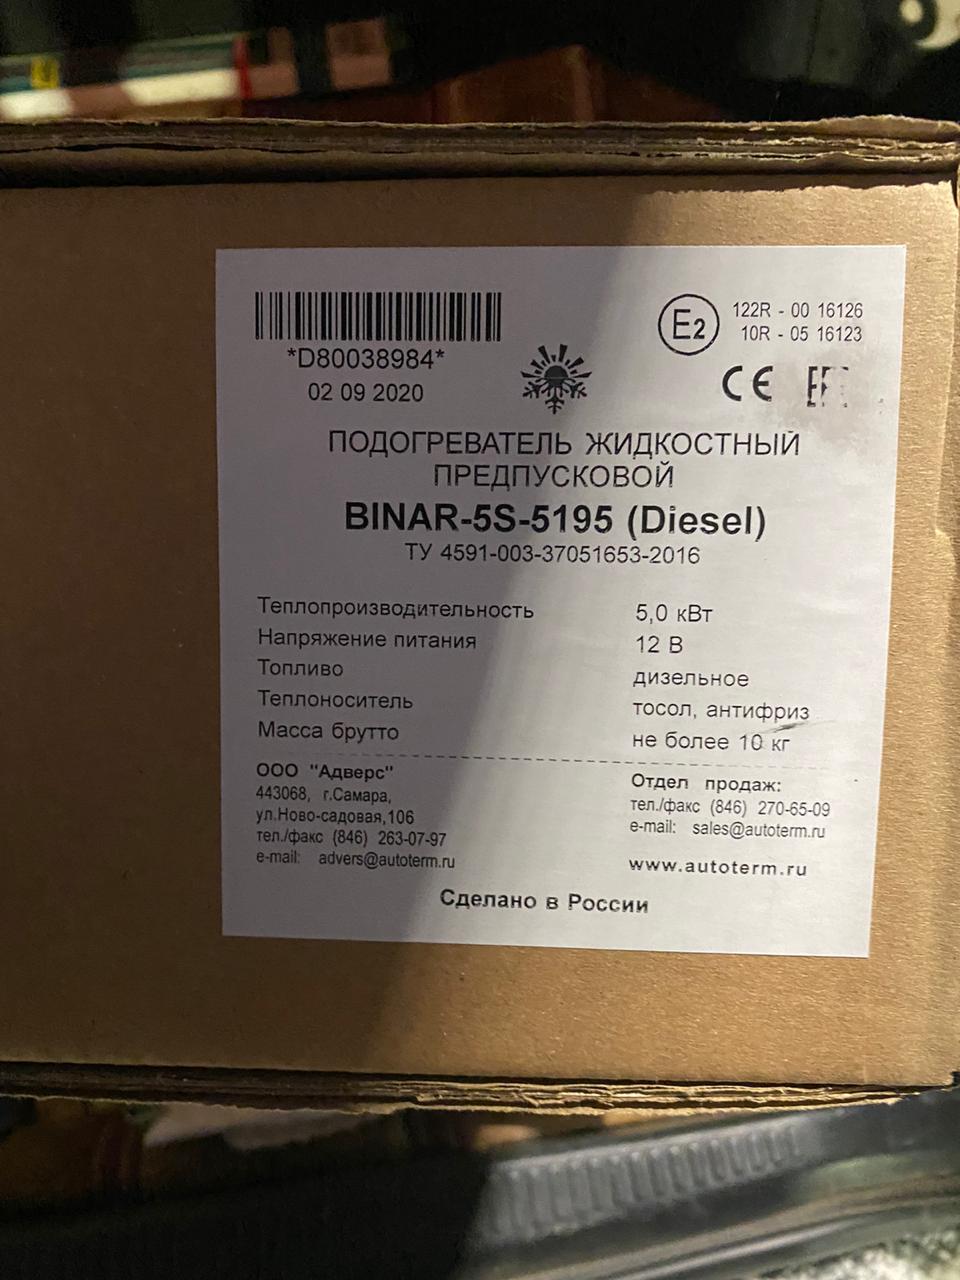 *D80038984*
02 09 2020
E2
122R - 00 16126
10R - 05 16123
CE EAC
ПОДОГРЕВАТЕЛЬ ЖИДКОСТНЫЙ
ПРЕДПУСКОВОЙ
BINAR-5S-5195 (Diesel)
ТУ 4591-003-37051653-2016
Теплопроизводительность 5,0 кВт
Напряжение питания 12 В
Топливо дизельное
Теплоноситель тосол, антифриз
Масса брутто не более 10 кг
ООО "Адверс"
443068, г.Самара,
ул.Ново-садовая,106
тел./факс (846) 263-07-97
e-mail: advers@autoterm.ru
Отдел продаж:
тел./факс (846) 270-65-09
e-mail: sales@autoterm.ru
www.autoterm.ru
Сделано в России